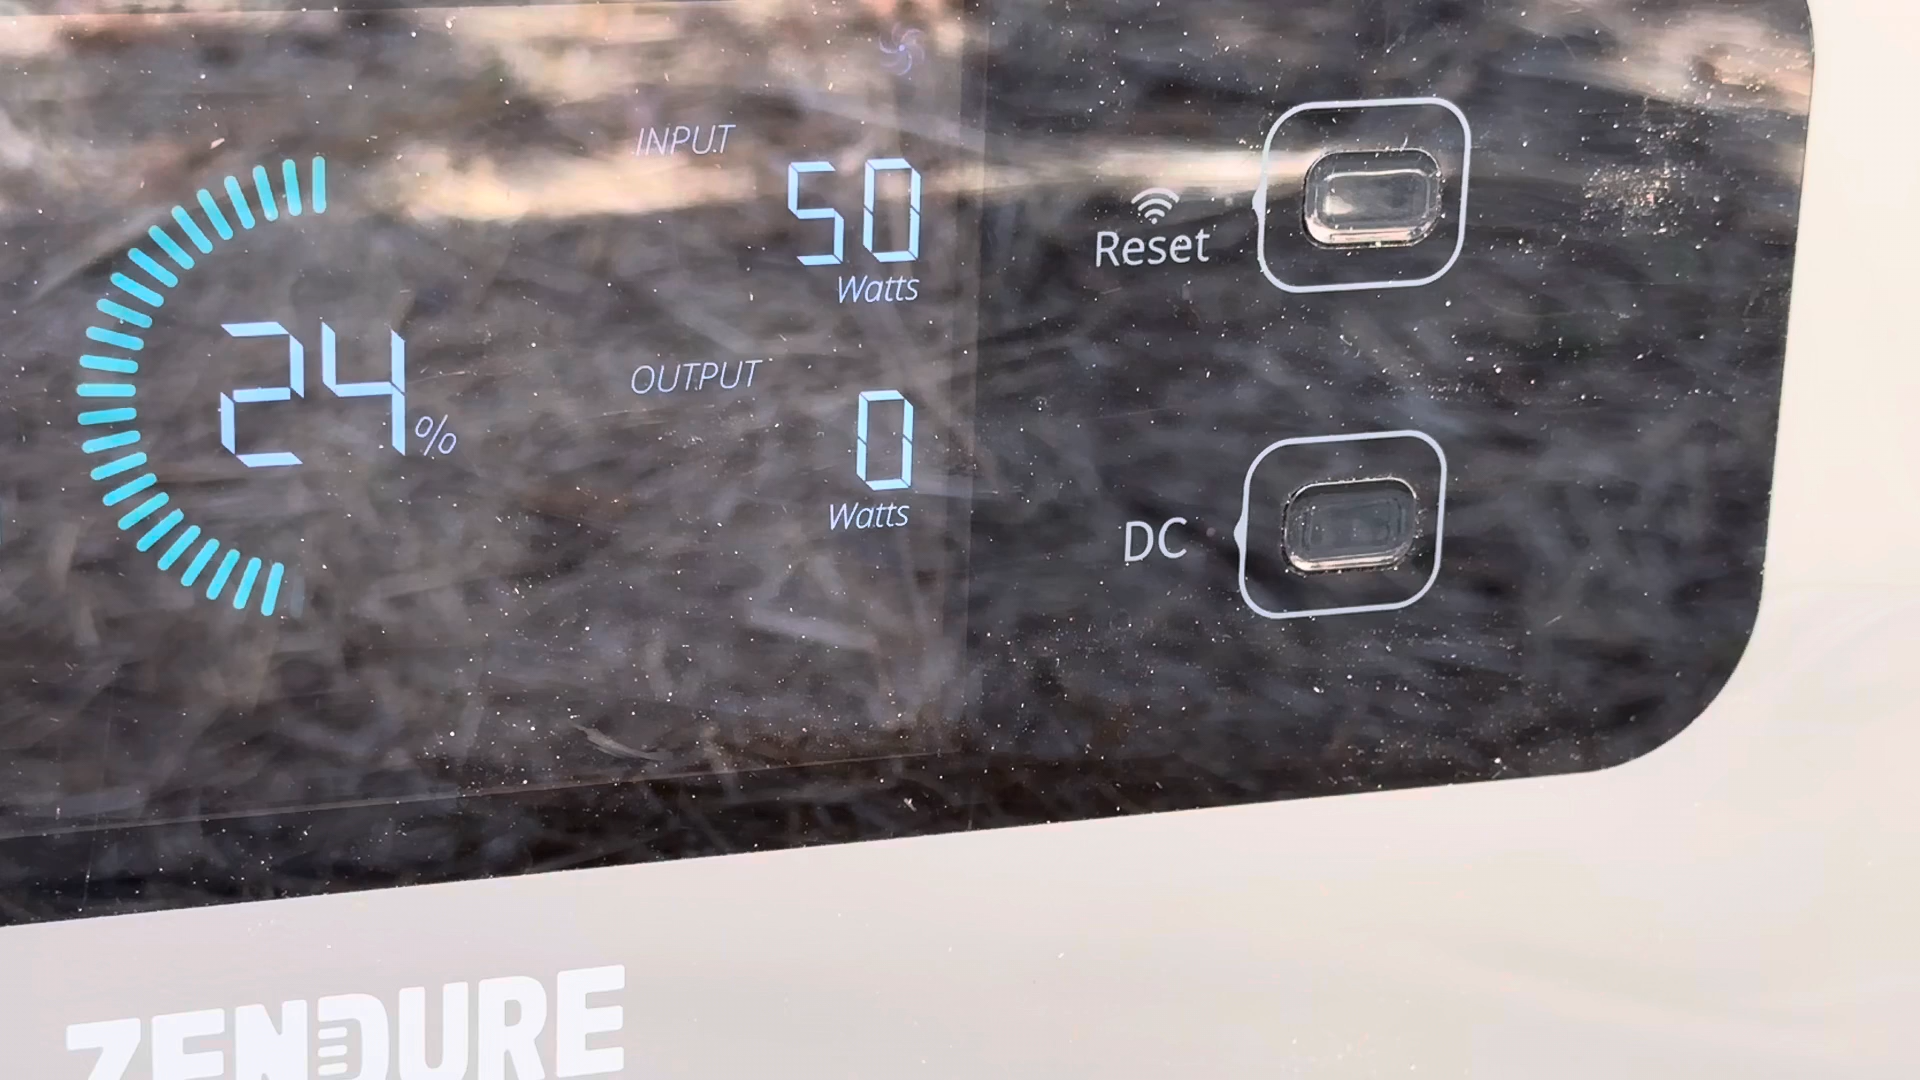 INPUT
50
Watts
24%
OUTPUT
0
Watts
Reset
DC
ZENDURE